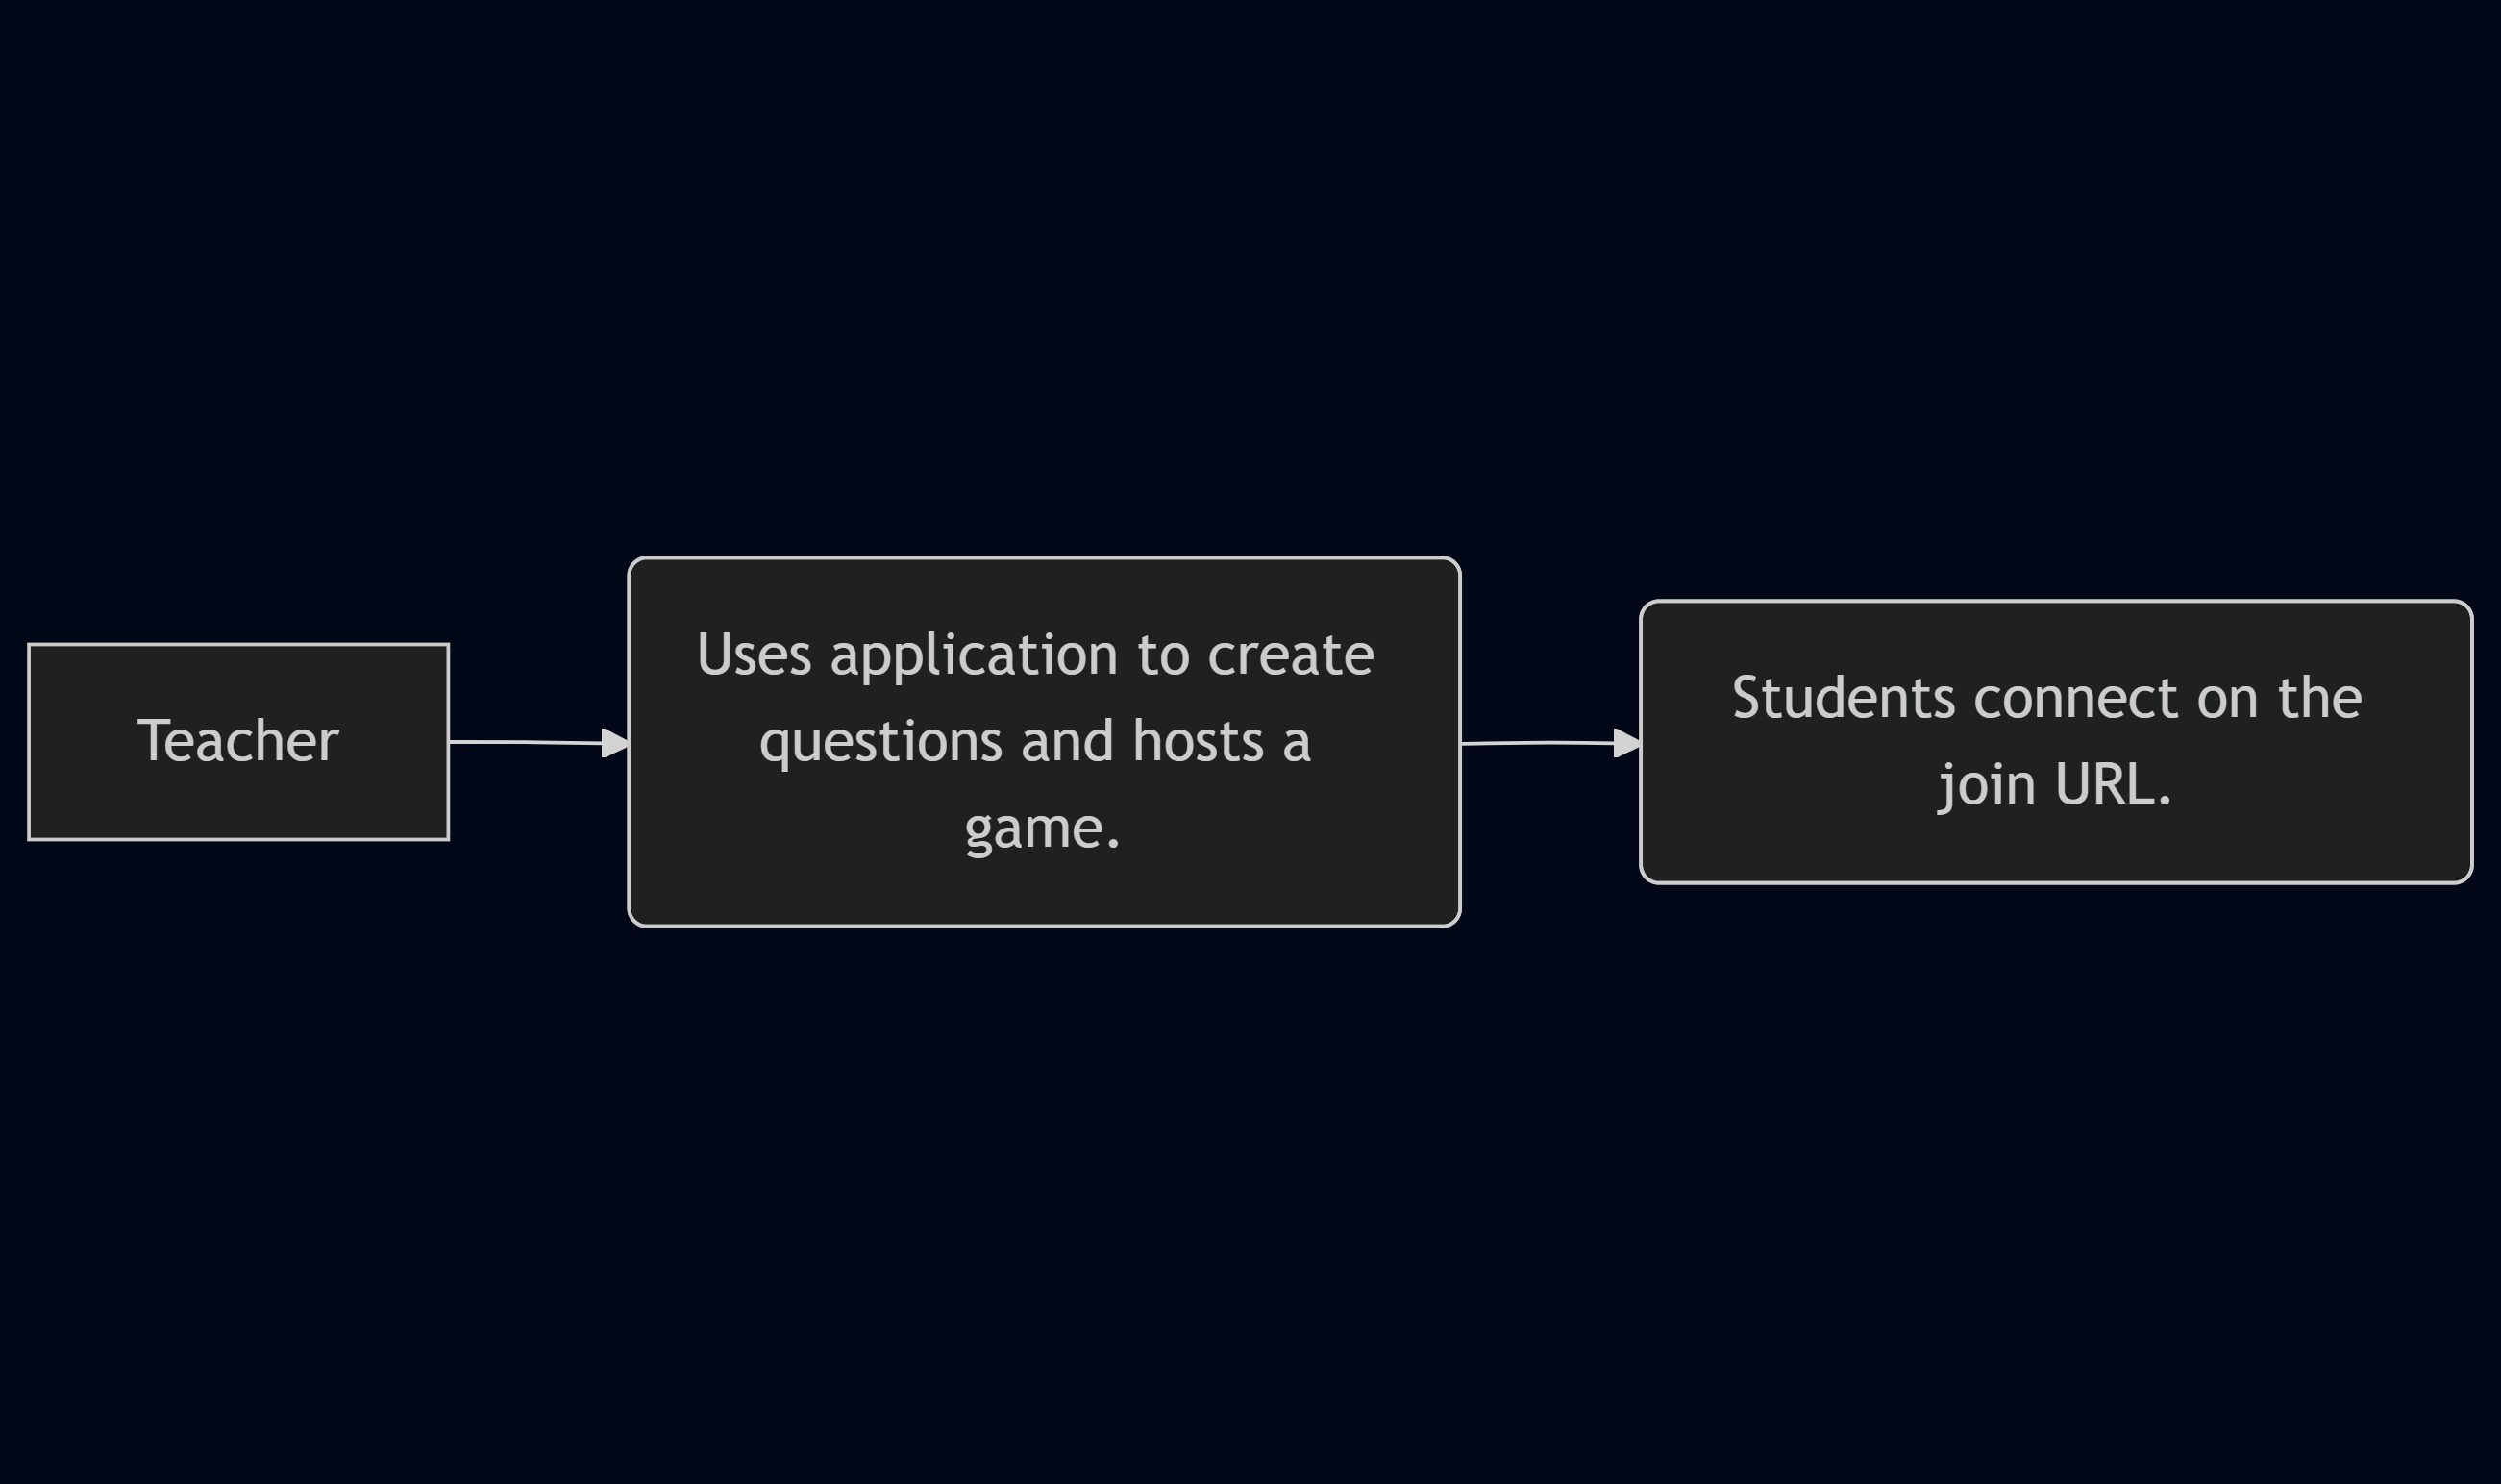 Teacher
Uses application to create
questions and hosts a
game.
Students connect on the
join URL.